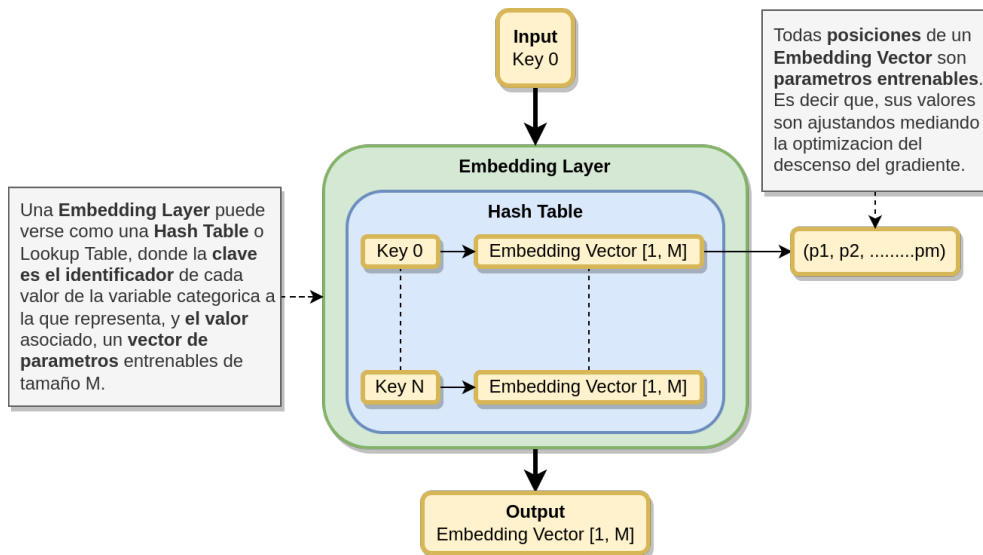 Input
Key 0
Todas posiciones de un
Embedding Vector son
parametros entrenables.
Es decir que, sus valores
son ajustandos mediando
la optimizacion del
descenso del gradiente.
Embedding Layer
Una Embedding Layer puede
verse como una Hash Table o
Lookup Table, donde la clave
es el identificador de cada
valor de la variable categorica a
la que representa, y el valor
asociado, un vector de
parametros entrenables de
tamaño M.
Hash Table
Key 0
Embedding Vector [1, M]
(p1, p2, .........pm)
Key N
Embedding Vector [1, M]
Output
Embedding Vector [1, M]